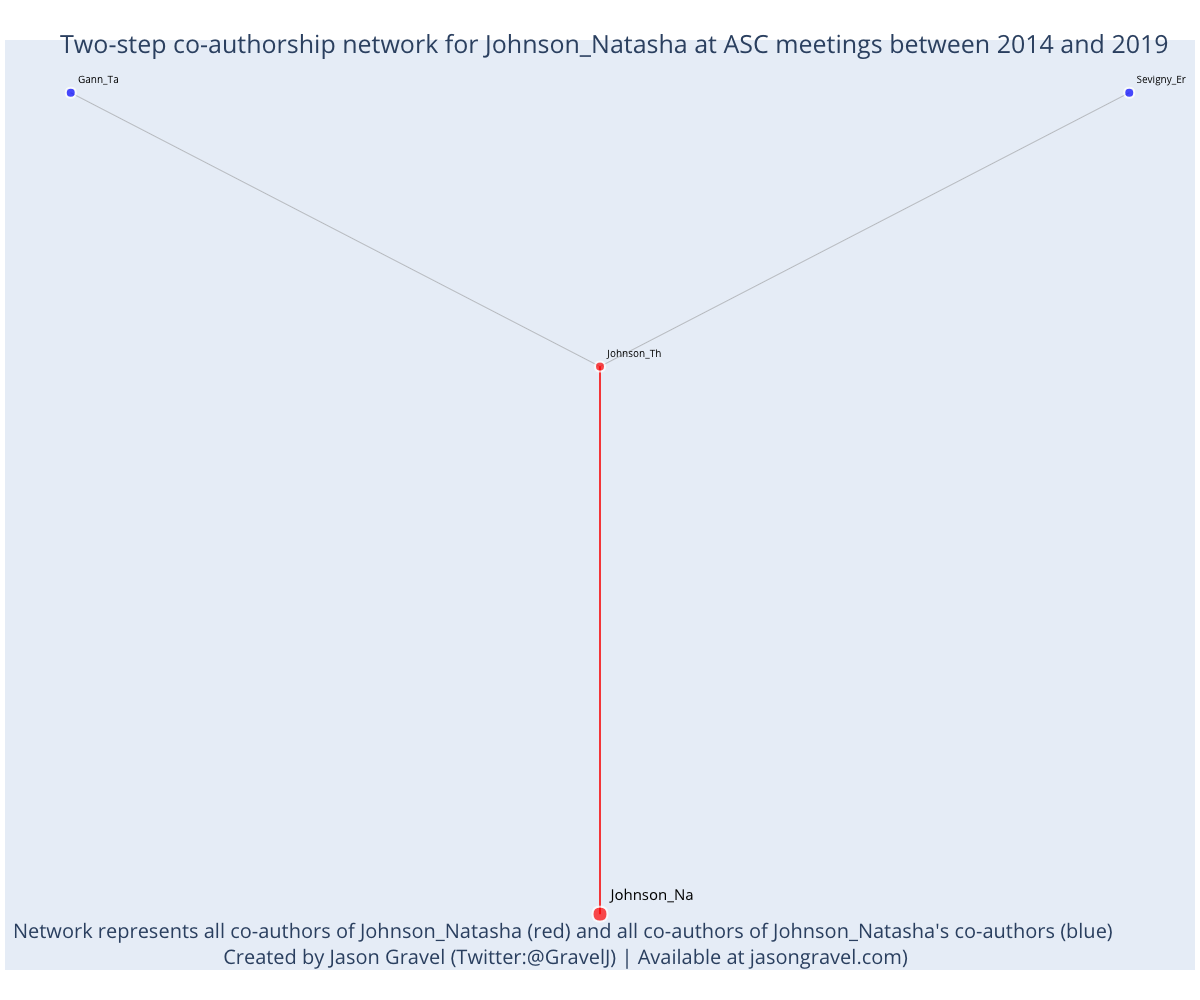 Two-step co-authorship network for Johnson_Natasha at ASC meetings between 2014 and 2019
Gann_Ta
Sevigny_Er
Johnson_Th
Johnson_Na
Network represents all co-authors of Johnson_Natasha (red) and all co-authors of Johnson_Natasha's co-authors (blue)
Created by Jason Gravel (Twitter:@GravelJ) | Available at jasongravel.com)